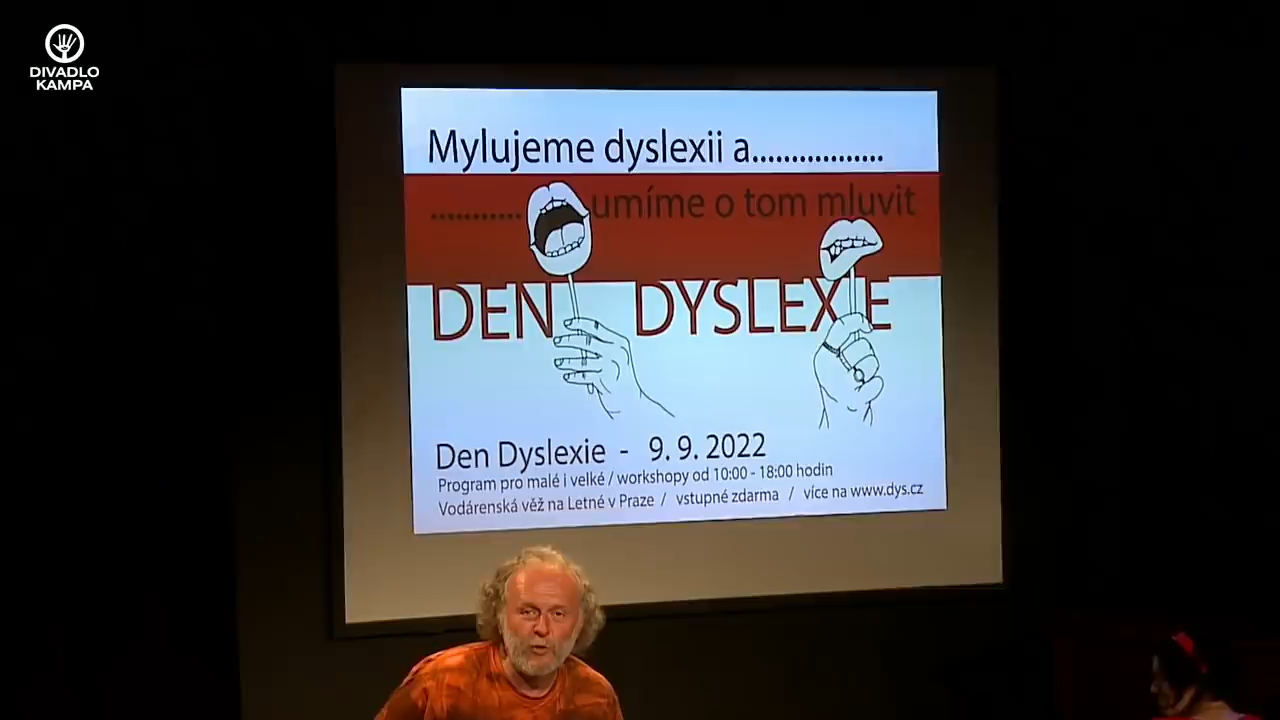 DIVADLO
KAMPA
Mylujeme dyslexii a.................
........... umíme o tom mluvit
DEN DYSLEXIE
Den Dyslexie - 9. 9. 2022
Program pro malé i velké / workshopy od 10:00 - 18:00 hodin
Vodárenská věž na Letné v Praze / vstupné zdarma / více na www.dys.cz